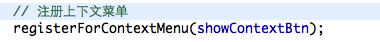 // 注册上下文菜单
registerForContextMenu(showContextBtn);